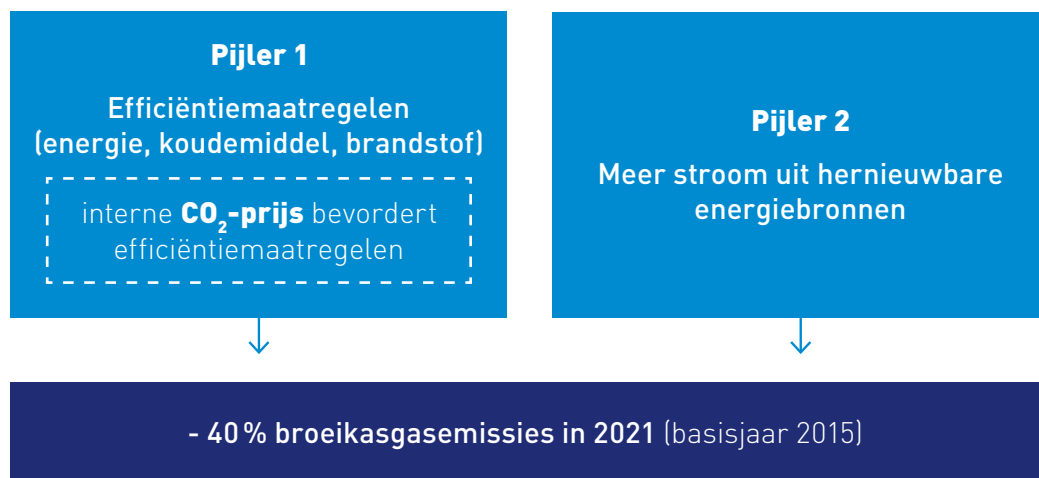 Pijler 1
Efficiëntiemaatregelen
(energie, koudemiddel, brandstof)
interne CO₂-prijs bevordert
efficiëntiemaatregelen
Pijler 2
Meer stroom uit hernieuwbare
energiebronnen
- 40 % broeikasgasemissies in 2021 (basisjaar 2015)